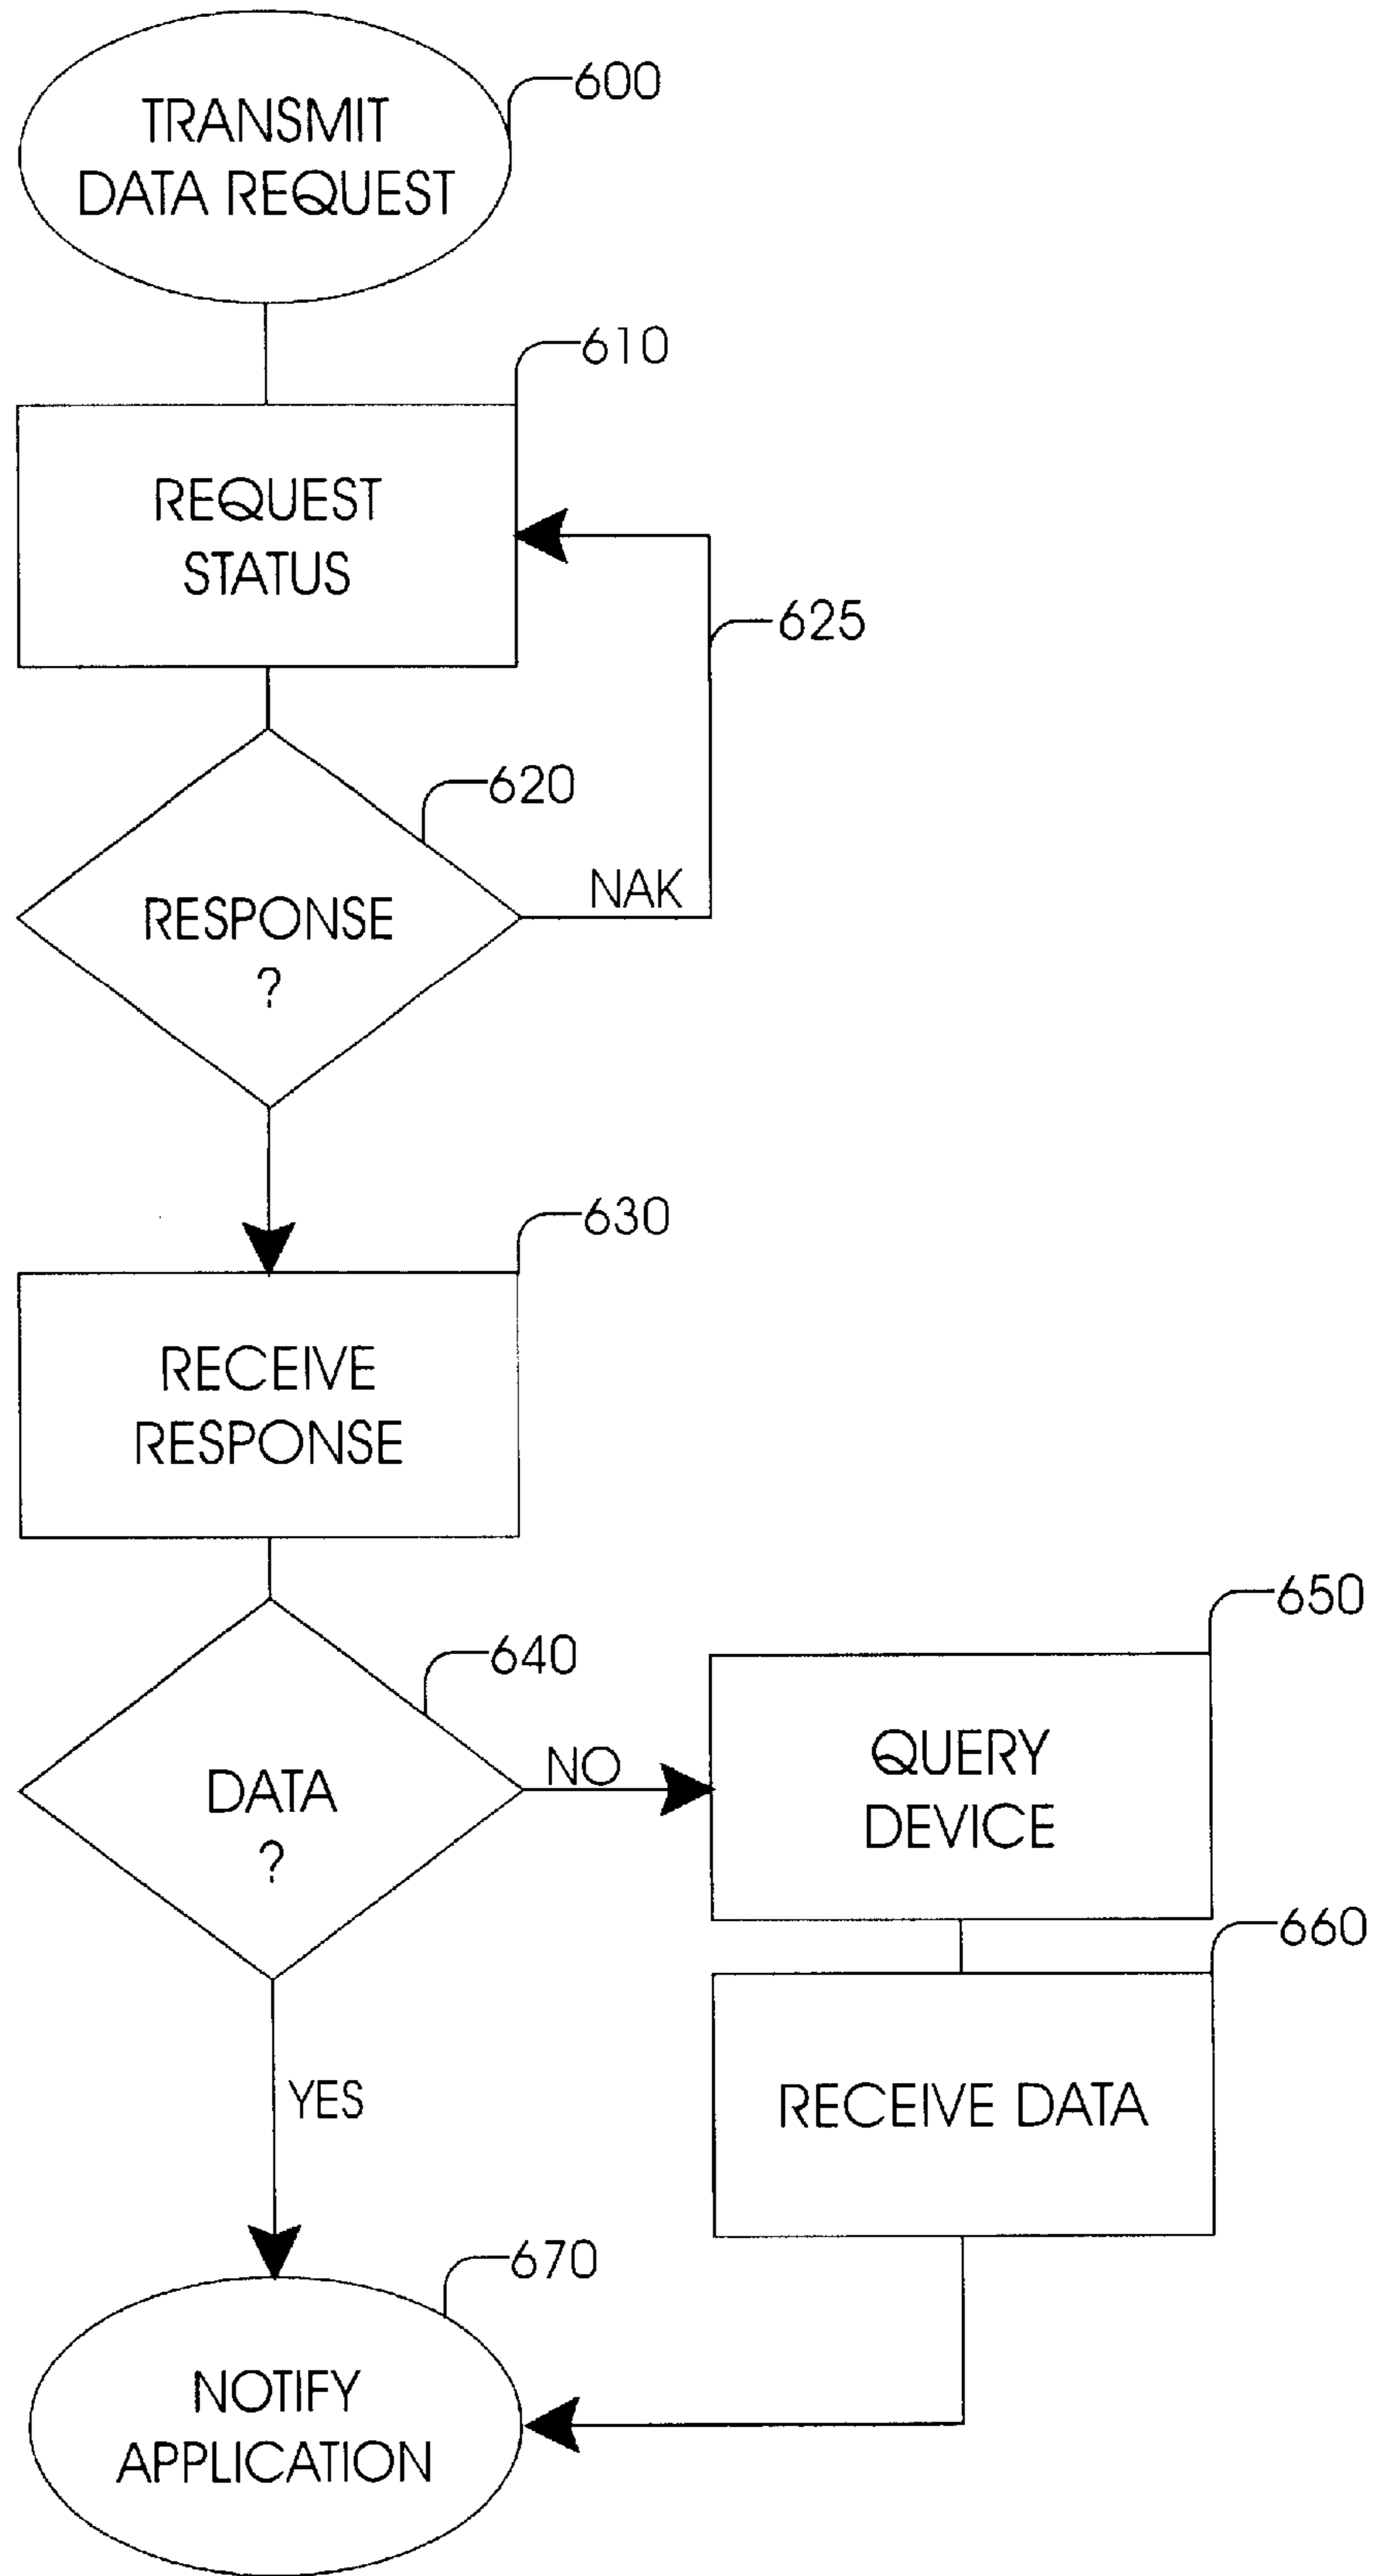 600
TRANSMIT
DATA REQUEST
610
REQUEST
STATUS
625
620
NAK
RESPONSE
?
630
RECEIVE
RESPONSE
640
650
NO
QUERY
DEVICE
DATA
?
660
YES
RECEIVE DATA
670
NOTIFY
APPLICATION